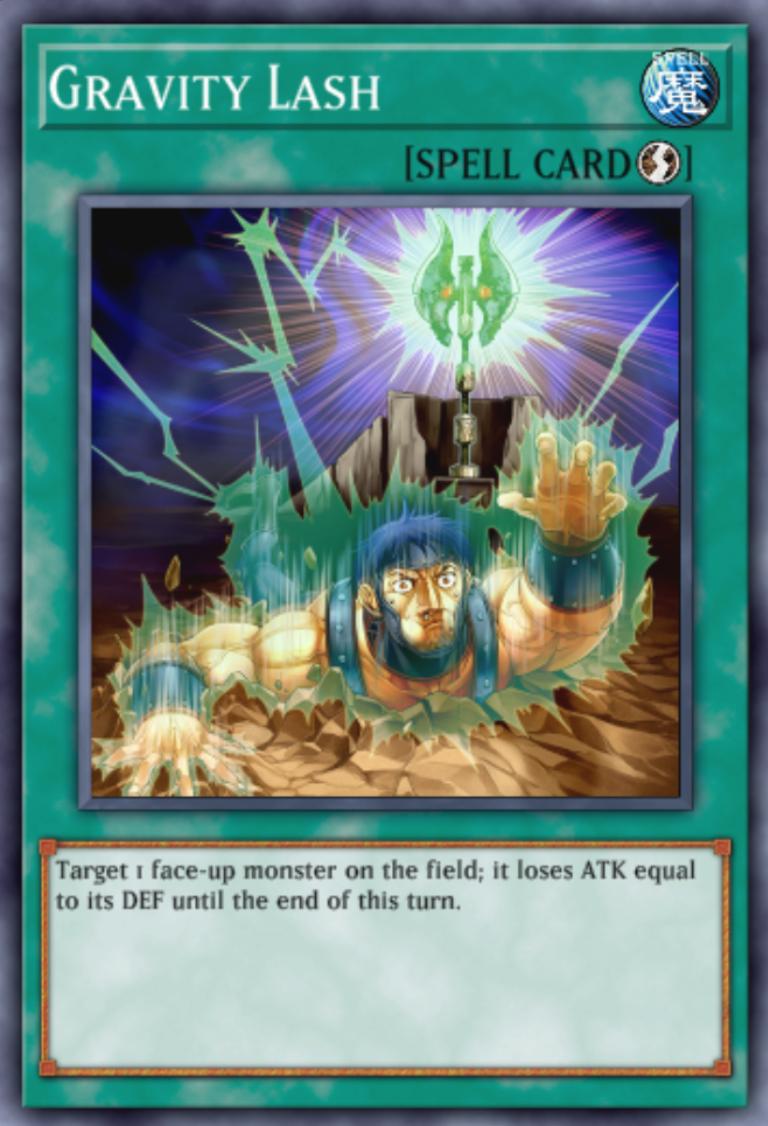 GRAVITY LASH
SPELL
魔
[SPELL CARD]
Target 1 face-up monster on the field; it loses ATK equal
to its DEF until the end of this turn.